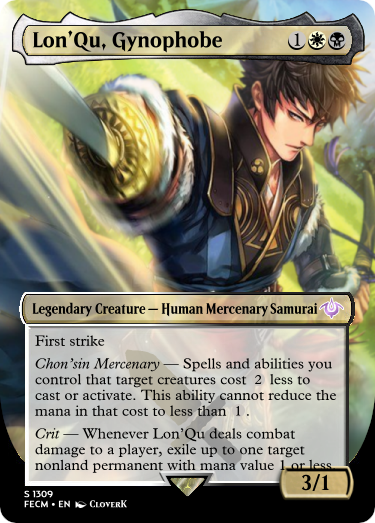 Lon'Qu, Gynophobe 1
Legendary Creature — Human Mercenary Samurai
First strike
Chon'sin Mercenary — Spells and abilities you
control that target creatures cost 2 less to
cast or activate. This ability cannot reduce the
mana in that cost to less than 1 .
Crit — Whenever Lon'Qu deals combat
damage to a player, exile up to one target
nonland permanent with mana value 1 or less
3/1
S 1309
FECM • EN CLOVERK